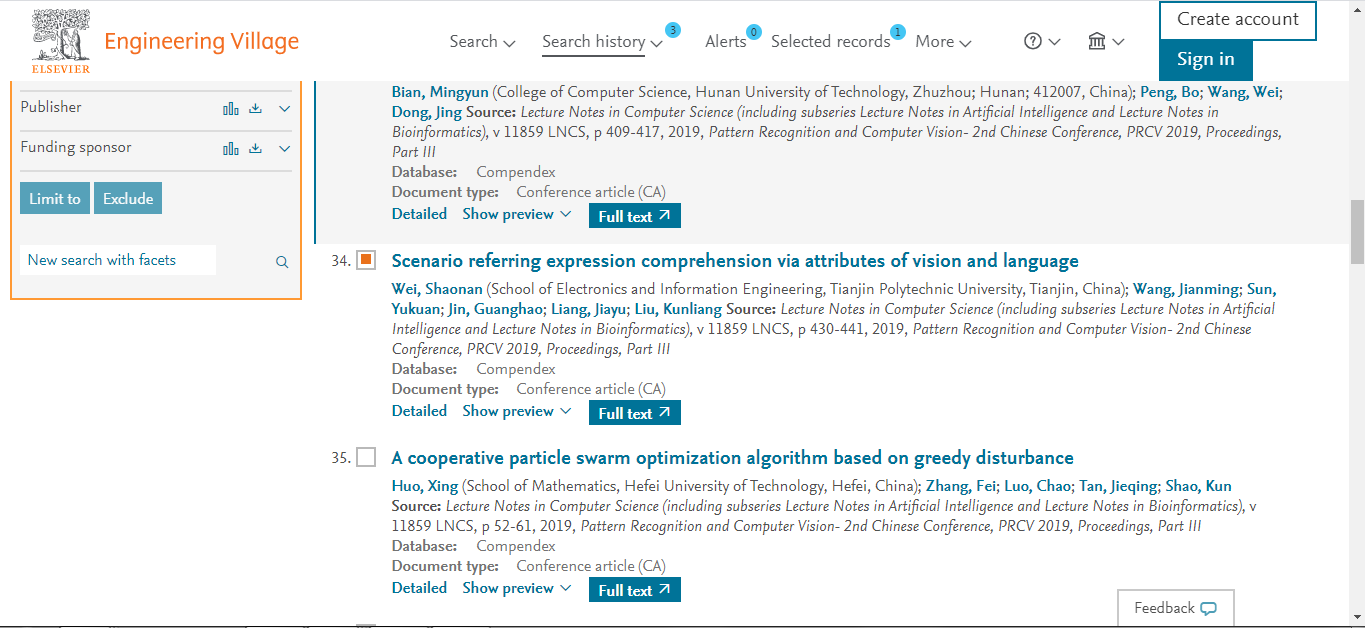 ELSEVIER
Engineering Village
Search
Search history
3
Alerts
0
Selected records
1
More
Create account
Sign in
Publisher
Funding sponsor
Limit to
Exclude
New search with facets
Bian, Mingyun (College of Computer Science, Hunan University of Technology, Zhuzhou; Hunan; 412007, China); Peng, Bo; Wang, Wei;
Dong, Jing Source: Lecture Notes in Computer Science (including subseries Lecture Notes in Artificial Intelligence and Lecture Notes in
Bioinformatics), v 11859 LNCS, p 409-417, 2019, Pattern Recognition and Computer Vision- 2nd Chinese Conference, PRCV 2019, Proceedings,
Part III
Database: Compendex
Document type: Conference article (CA)
Detailed Show preview Full text
34. Scenario referring expression comprehension via attributes of vision and language
Wei, Shaonan (School of Electronics and Information Engineering, Tianjin Polytechnic University, Tianjin, China); Wang, Jianming; Sun,
Yukuan; Jin, Guanghao; Liang, Jiayu; Liu, Kunliang Source: Lecture Notes in Computer Science (including subseries Lecture Notes in Artificial
Intelligence and Lecture Notes in Bioinformatics), v 11859 LNCS, p 430-441, 2019, Pattern Recognition and Computer Vision- 2nd Chinese
Conference, PRCV 2019, Proceedings, Part III
Database: Compendex
Document type: Conference article (CA)
Detailed Show preview Full text
35. A cooperative particle swarm optimization algorithm based on greedy disturbance
Huo, Xing (School of Mathematics, Hefei University of Technology, Hefei, China); Zhang, Fei; Luo, Chao; Tan, Jieqing; Shao, Kun
Source: Lecture Notes in Computer Science (including subseries Lecture Notes in Artificial Intelligence and Lecture Notes in Bioinformatics), v
11859 LNCS, p 52-61, 2019, Pattern Recognition and Computer Vision- 2nd Chinese Conference, PRCV 2019, Proceedings, Part III
Database: Compendex
Document type: Conference article (CA)
Detailed Show preview Full text
Feedback